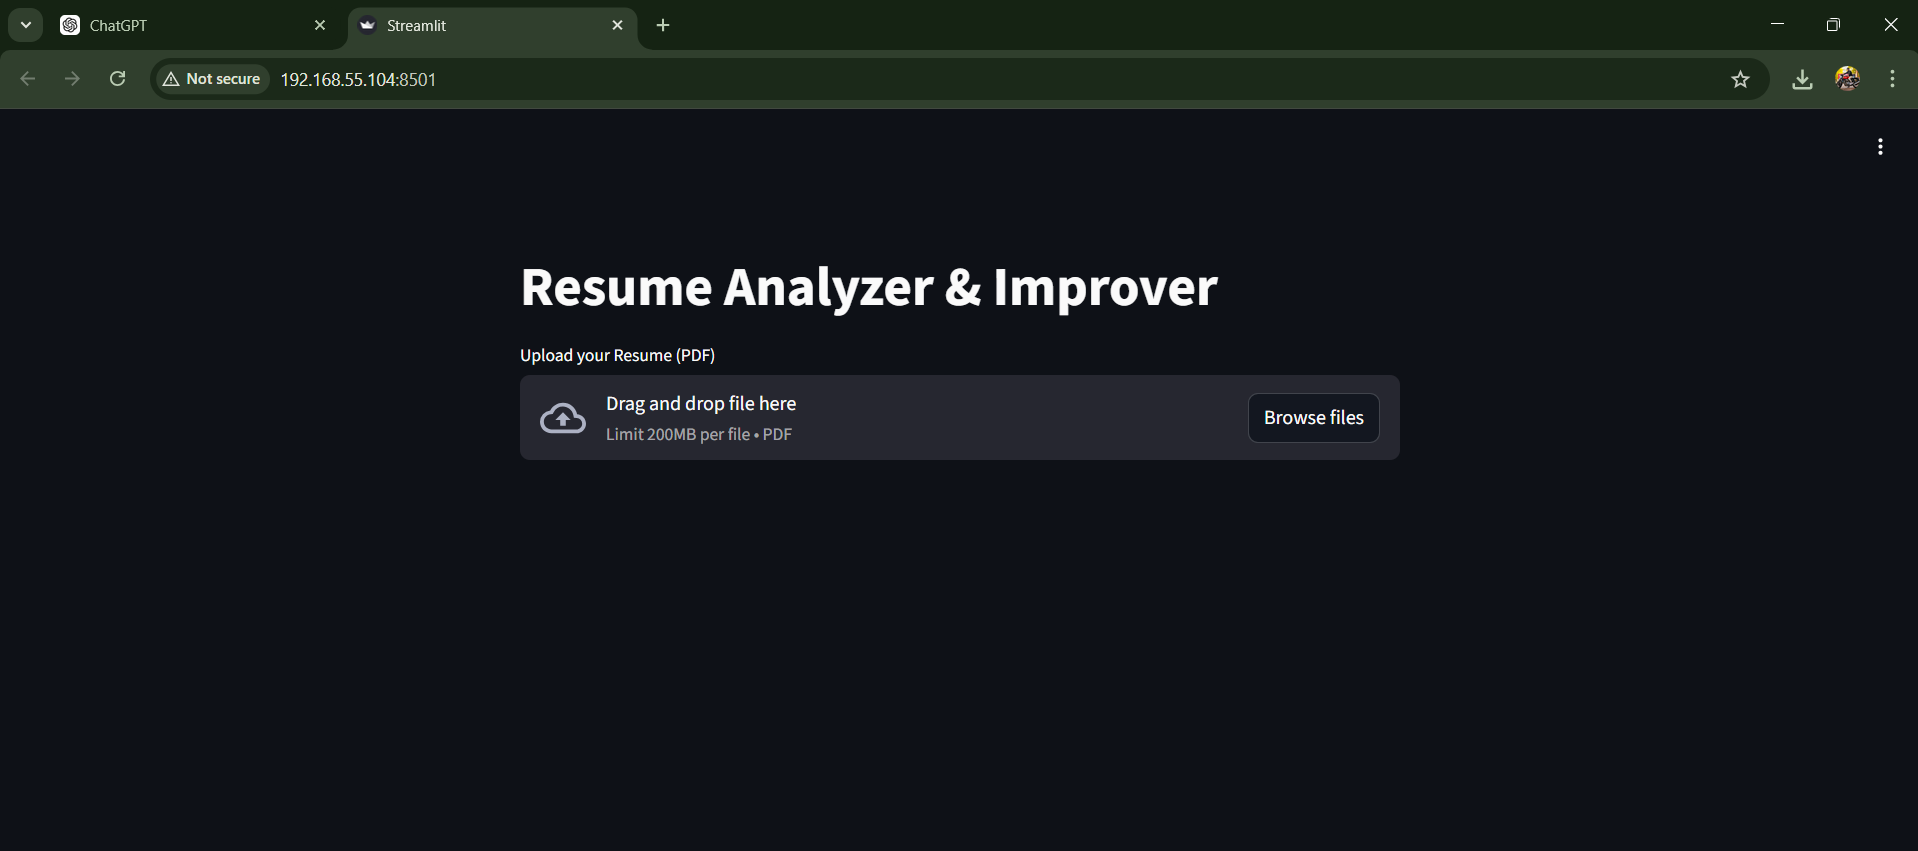 ChatGPT
Streamlit
Not secure
192.168.55.104:8501
Resume Analyzer & Improver
Upload your Resume (PDF)
Drag and drop file here
Limit 200MB per file • PDF
Browse files